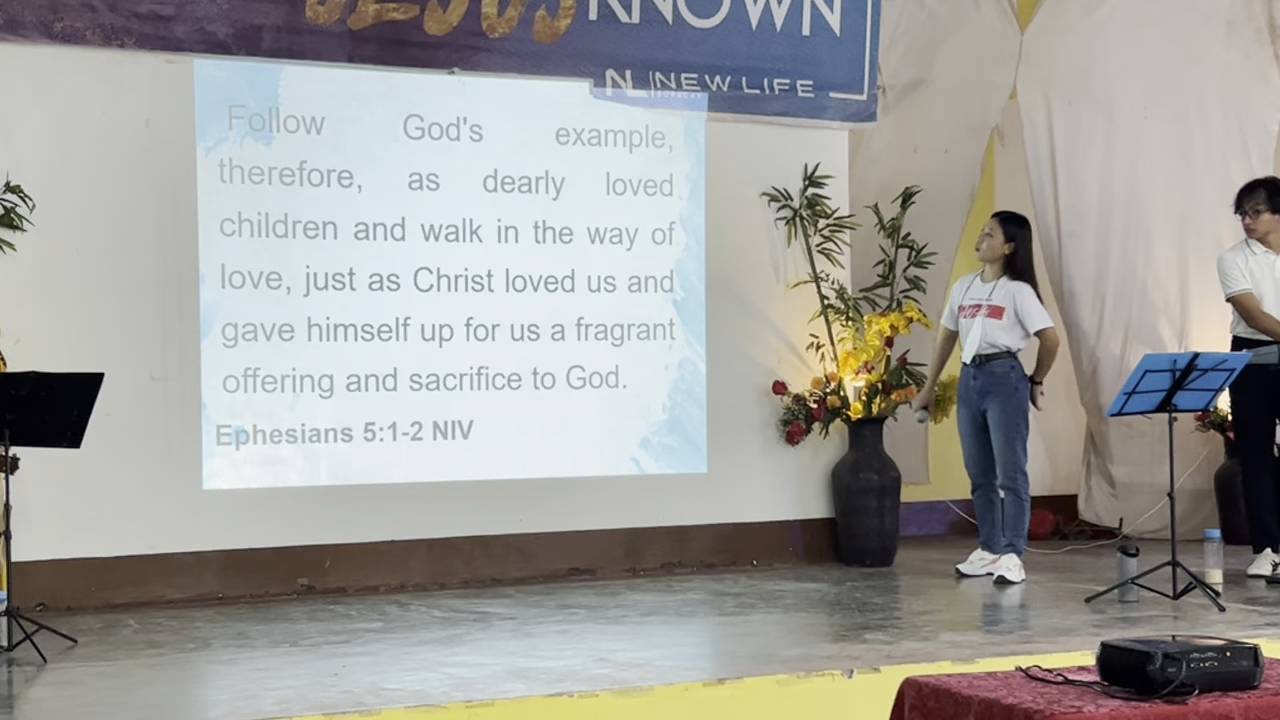 JESUS KNOWN
NL | NEW LIFE
Follow God's example,
therefore, as dearly loved
children and walk in the way of
love, just as Christ loved us and
gave himself up for us a fragrant
offering and sacrifice to God.
Ephesians 5:1-2 NIV